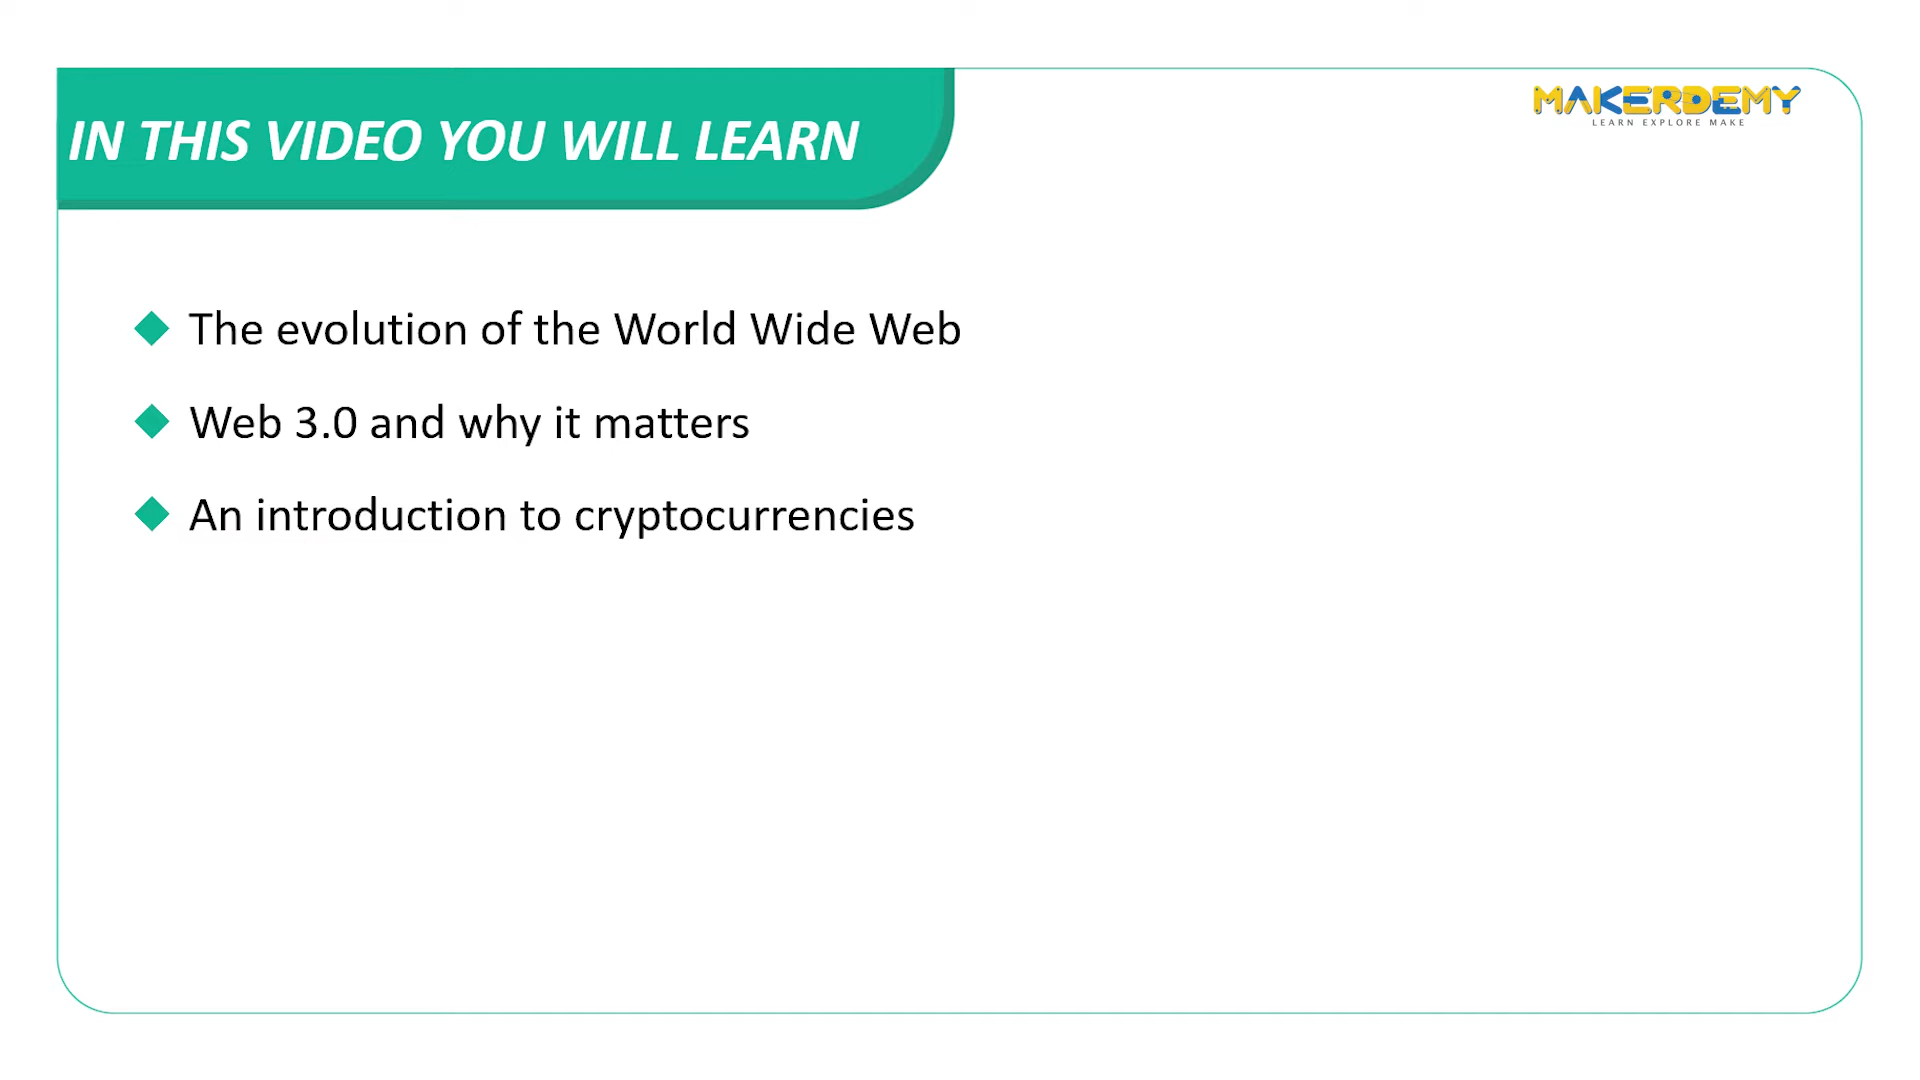 IN THIS VIDEO YOU WILL LEARN
MAKERDEMY
LEARN EXPLORE MAKE
The evolution of the World Wide Web
Web 3.0 and why it matters
An introduction to cryptocurrencies